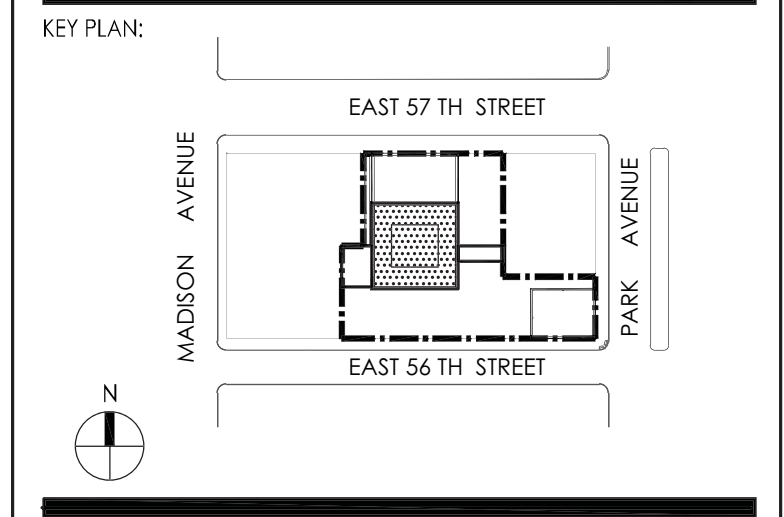 KEY PLAN:
EAST 57 TH STREET
MADISON AVENUE
PARK AVENUE
EAST 56 TH STREET
N